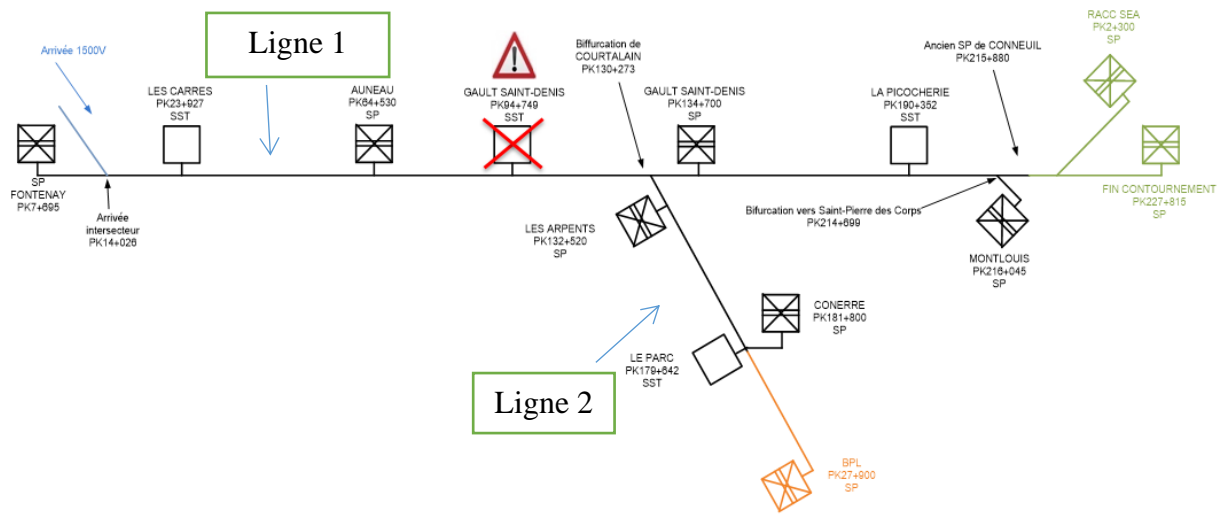 Ligne 1
Arrivée 1500V
SP
FONTENAY
PK7+695
Arrivée
intersecteur
PK14+026
LES CARRES
PK23+927
SST
AUNEAU
PK64+530
SP
GAULT SAINT-DENIS
PK94+749
SST
Biffurcation de
COURTALAIN
PK130+273
GAULT SAINT-DENIS
PK134+700
SP
LA PICOCHERIE
PK190+352
SST
Ancien SP de CONNEUIL
PK215+880
RACC SEA
PK2+300
SP
FIN CONTOURNEMENT
PK227+815
SP
Bifurcation vers Saint-Pierre des Corps
PK214+699
MONTLOUIS
PK216+045
SP
LES ARPENTS
PK132+520
SP
CONERRE
PK181+800
SP
LE PARC
PK179+642
SST
Ligne 2
BPL
PK27+900
SP